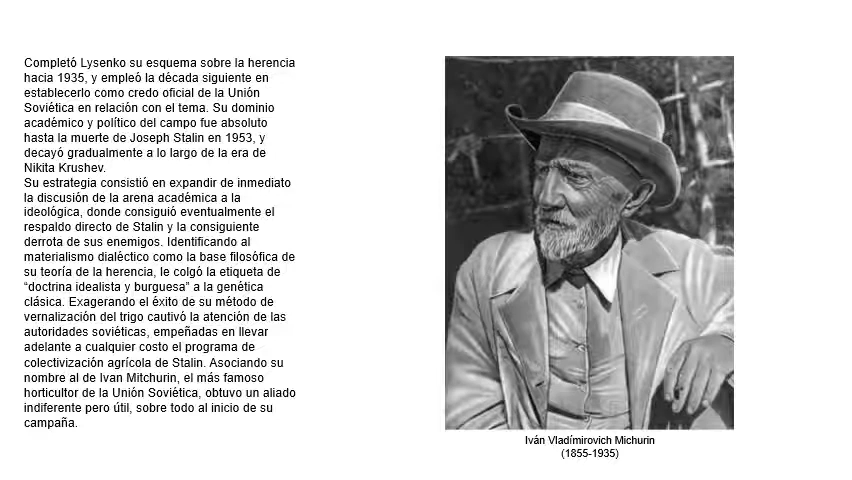 Completó Lysenko su esquema sobre la herencia
hacia 1935, y empleó la década siguiente en
establecerlo como credo oficial de la Unión
Soviética en relación con el tema. Su dominio
académico y político del campo fue absoluto
hasta la muerte de Joseph Stalin en 1953, y
decayó gradualmente a lo largo de la era de
Nikita Krushev.
Su estrategia consistió en expandir de inmediato
la discusión de la arena académica a la
ideológica, donde consiguió eventualmente el
respaldo directo de Stalin y la consiguiente
derrota de sus enemigos. Identificando al
materialismo dialéctico como la base filosófica de
su teoría de la herencia, le colgó la etiqueta de
“doctrina idealista y burguesa” a la genética
clásica. Exagerando el éxito de su método de
vernalización del trigo cautivó la atención de las
autoridades soviéticas, empeñadas en llevar
adelante a cualquier costo el programa de
colectivización agrícola de Stalin. Asociando su
nombre al de Ivan Mitchurin, el más famoso
horticultor de la Unión Soviética, obtuvo un aliado
indiferente pero útil, sobre todo al inicio de su
campaña.
Iván Vladímirovich Michurin
(1855-1935)